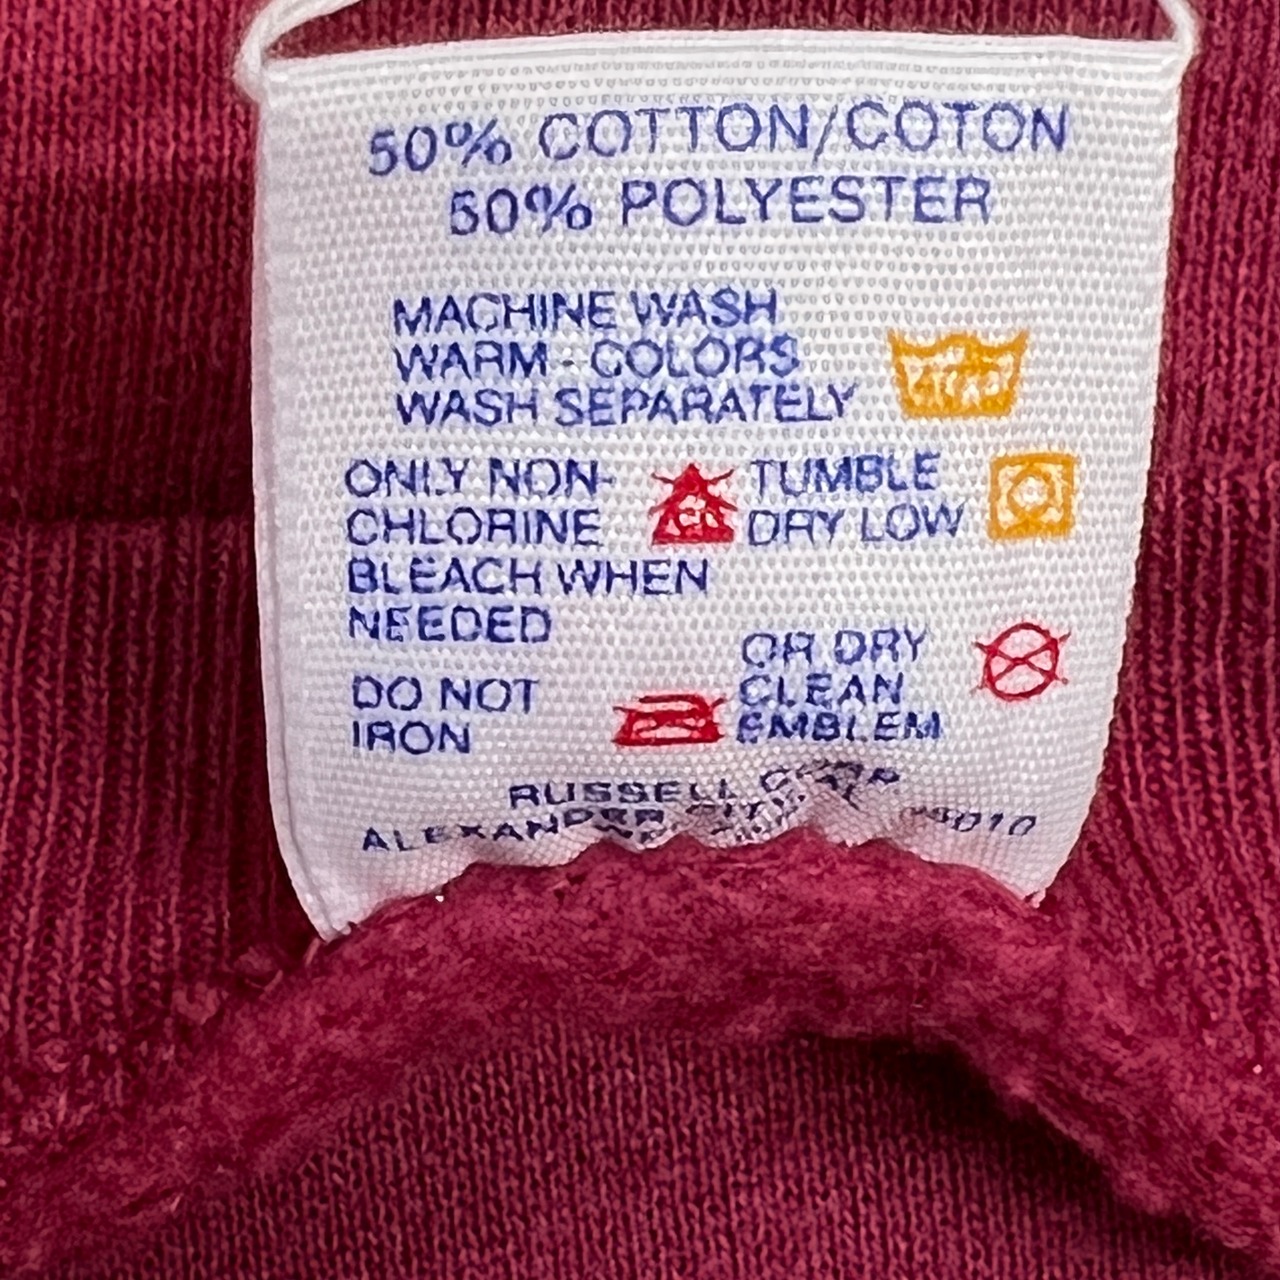 50% COTTON/COTON
50% POLYESTER
MACHINE WASH
WARM - COLORS
WASH SEPARATELY
ONLY NON-
CHLORINE
BLEACH WHEN
NEEDED
TUMBLE
DRY LOW
DO NOT
IRON
OR DRY
CLEAN
EMBLEM
RUSSELL
ALEXANDER CITY,